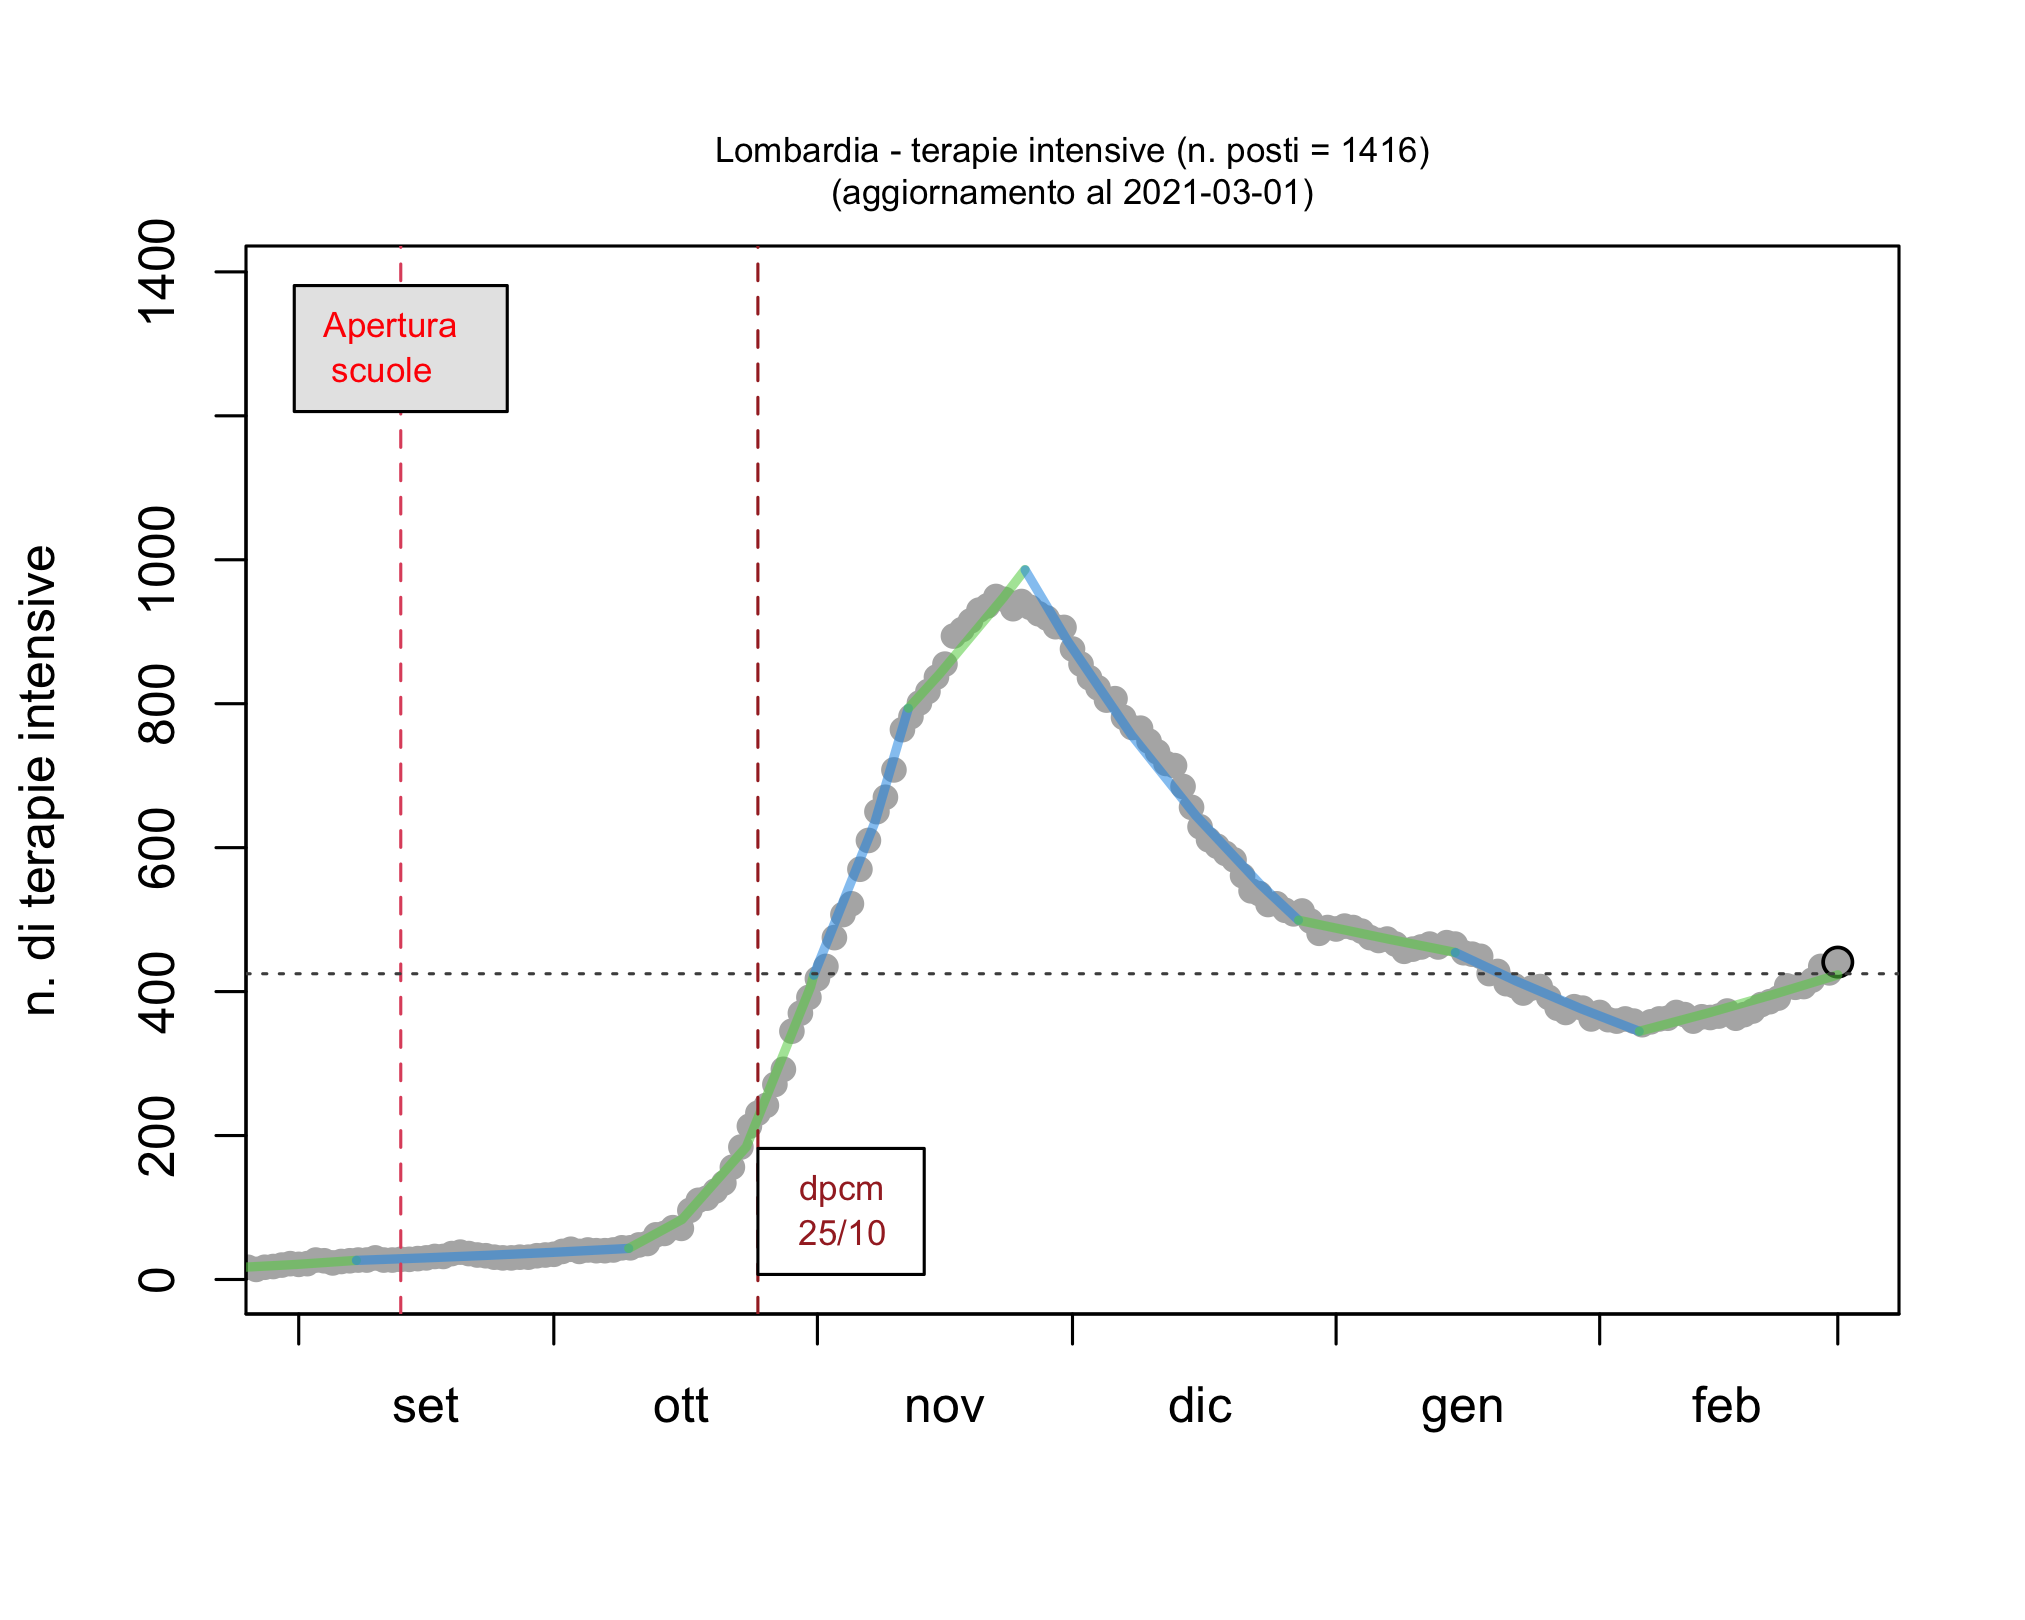 Lombardia - terapie intensive (n. posti = 1416)
(aggiornamento al 2021-03-01)
n. di terapie intensive
1400
1000
800
600
400
200
0
Apertura
scuole
dpcm
25/10
set
ott
nov
dic
gen
feb